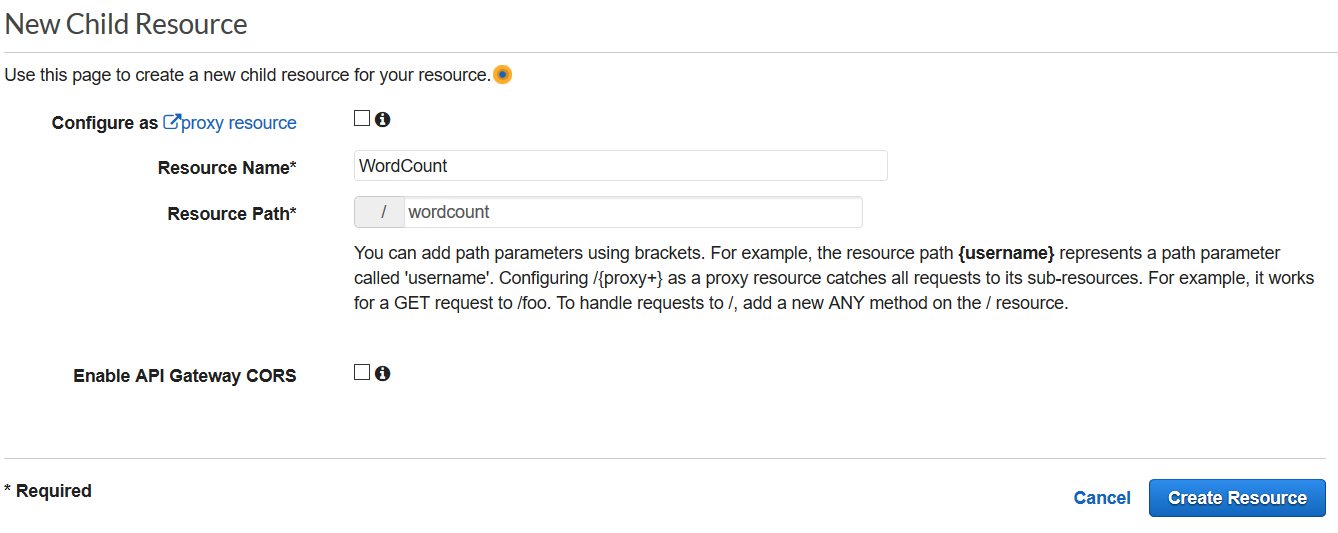 New Child Resource
Use this page to create a new child resource for your resource.
Configure as proxy resource
Resource Name* WordCount
Resource Path* / wordcount
You can add path parameters using brackets. For example, the resource path {username} represents a path parameter
called 'username'. Configuring /{proxy+} as a proxy resource catches all requests to its sub-resources. For example, it works
for a GET request to /foo. To handle requests to /, add a new ANY method on the / resource.
Enable API Gateway CORS
* Required
Cancel Create Resource